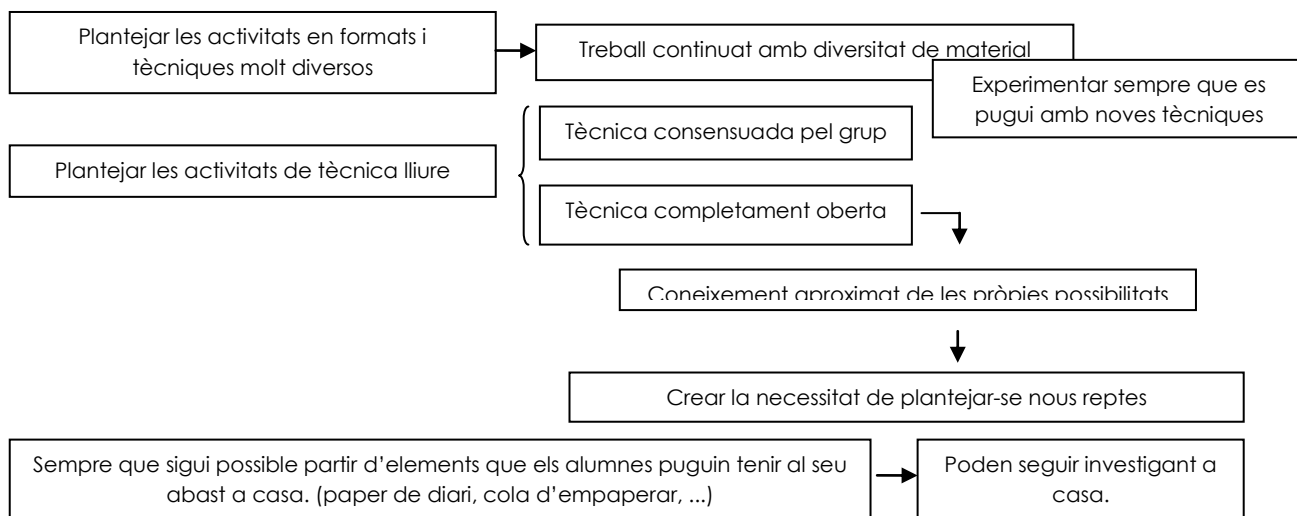 Plantejar les activitats en formats i
tècniques molt diversos
Treball continuat amb diversitat de material
Experimentar sempre que es
pugui amb noves tècniques
Tècnica consensuada pel grup
Plantejar les activitats de tècnica lliure
Tècnica completament oberta
Coneixement aproximat de les pròpies possibilitats
Crear la necessitat de plantejar-se nous reptes
Sempre que sigui possible partir d’elements que els alumnes puguin tenir al seu
abast a casa. (paper de diari, cola d’empaperar, ...)
Poden seguir investigant a
casa.